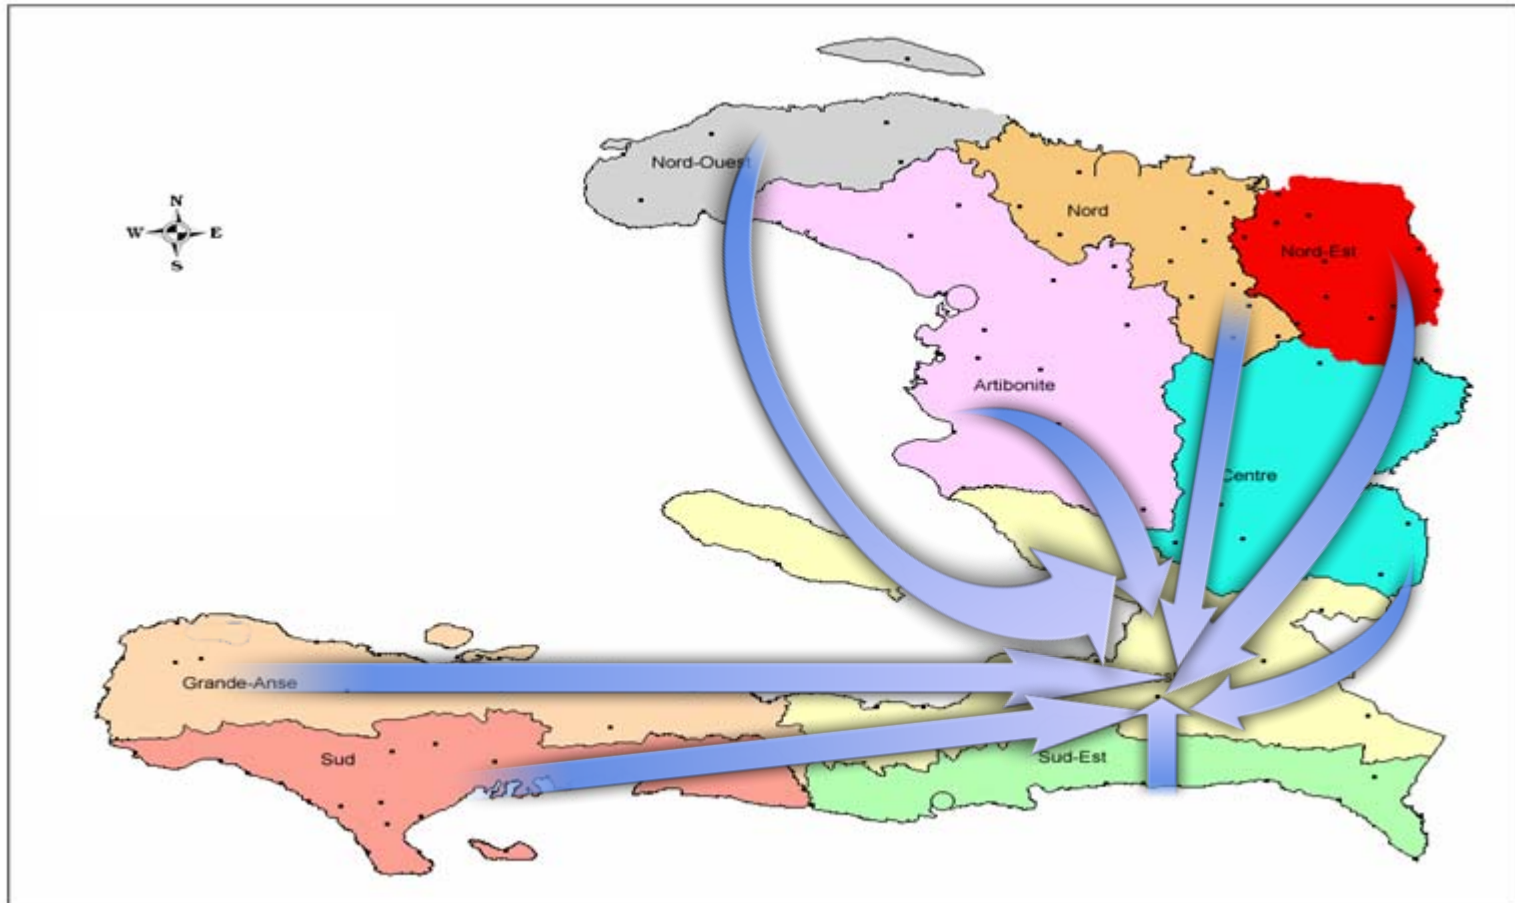 Nord-Ouest
Nord
Nord-Est
N
W E
S
Artibonite
Centre
Grande-Anse
Sud
Sud-Est